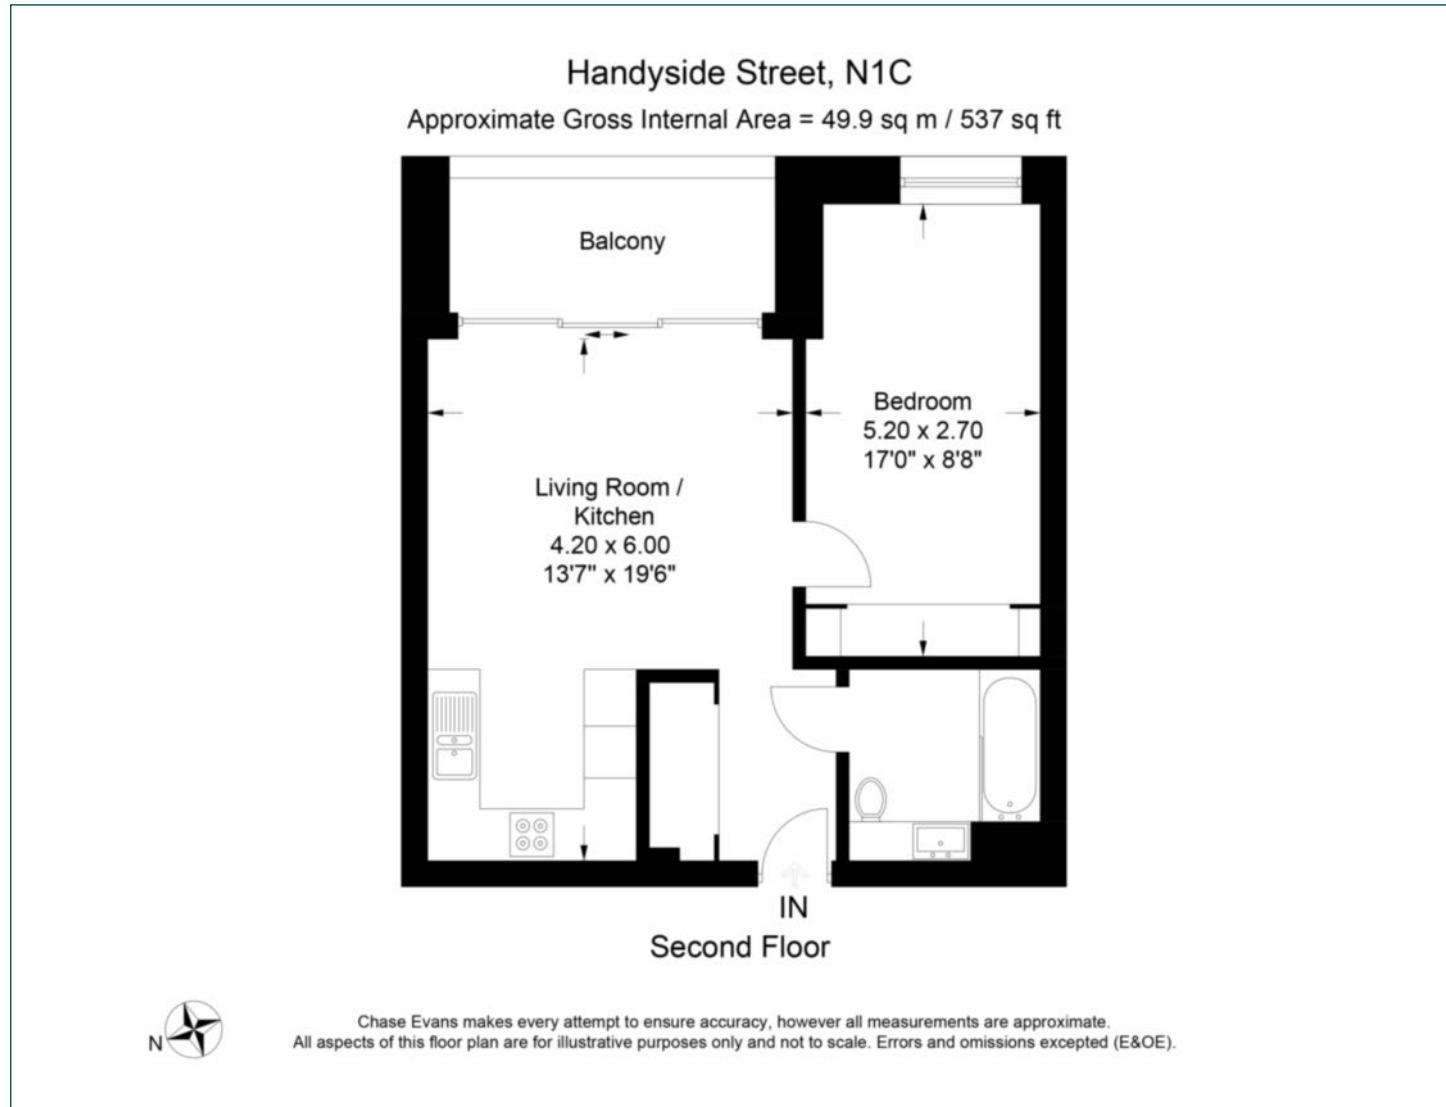 Handyside Street, N1C
Approximate Gross Internal Area = 49.9 sq m / 537 sq ft
Balcony
Bedroom
5.20 x 2.70
17'0" x 8'8"
Living Room /
Kitchen
4.20 x 6.00
13'7" x 19'6"
IN
Second Floor
N
Chase Evans makes every attempt to ensure accuracy, however all measurements are approximate.
All aspects of this floor plan are for illustrative purposes only and not to scale. Errors and omissions excepted (E&OE).